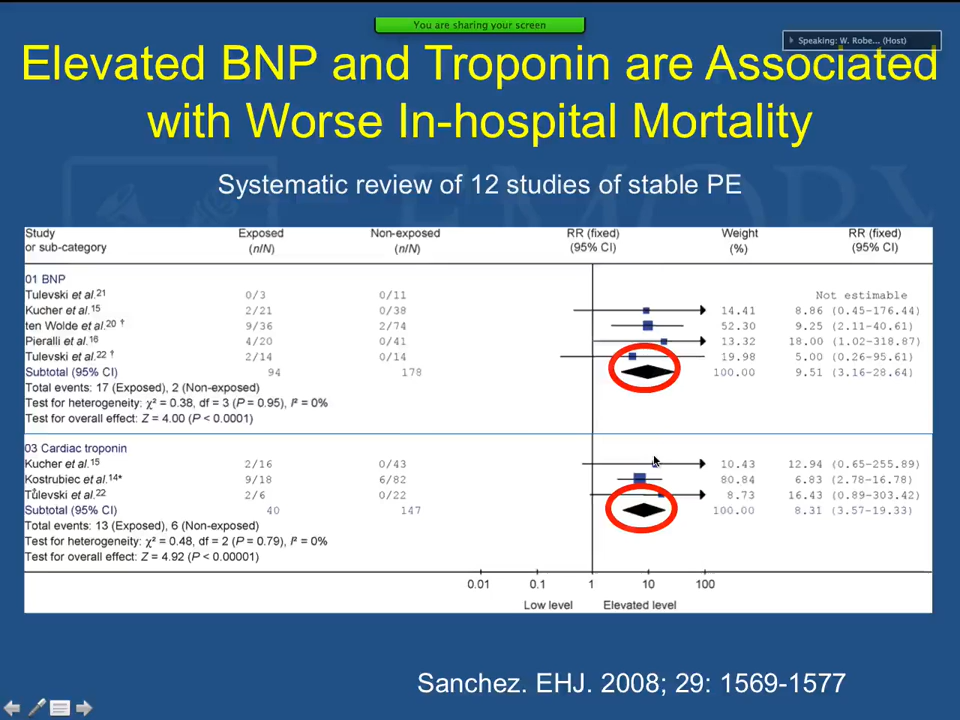 You are sharing your screen
Speaking: W. Robe... (Host)
Elevated BNP and Troponin are Associated
with Worse In-hospital Mortality
Systematic review of 12 studies of stable PE
EMORY
Study or sub-category Exposed (n/N) Non-exposed (n/N) RR (fixed) (95% CI) Weight (%) RR (fixed) (95% CI)
01 BNP
Tulevski et al.21 0/3 0/11 Not estimable
Kucher et al.15 2/21 0/38 14.41 8.86 (0.45-176.44)
ten Wolde et al.20 † 9/36 2/74 52.30 9.25 (2.11-40.61)
Pieralli et al.16 4/20 0/41 13.32 18.00 (1.02-318.87)
Tulevski et al.22 † 2/14 0/14 19.98 5.00 (0.26-95.61)
Subtotal (95% CI) 94 178 100.00 9.51 (3.16-28.64)
Total events: 17 (Exposed), 2 (Non-exposed)
Test for heterogeneity: χ² = 0.38, df = 3 (P = 0.95), I² = 0%
Test for overall effect: Z = 4.00 (P < 0.0001)
03 Cardiac troponin
Kucher et al.15 2/16 0/43 10.43 12.94 (0.65-255.89)
Kostrubiec et al.14* 9/18 6/82 80.84 6.83 (2.78-16.78)
Tulevski et al.22 2/6 0/22 8.73 16.43 (0.89-303.42)
Subtotal (95% CI) 40 147 100.00 8.31 (3.57-19.33)
Total events: 13 (Exposed), 6 (Non-exposed)
Test for heterogeneity: χ² = 0.48, df = 2 (P = 0.79), I² = 0%
Test for overall effect: Z = 4.92 (P < 0.00001)
0.01 0.1 1 10 100
Low level Elevated level
Sanchez. EHJ. 2008; 29: 1569-1577